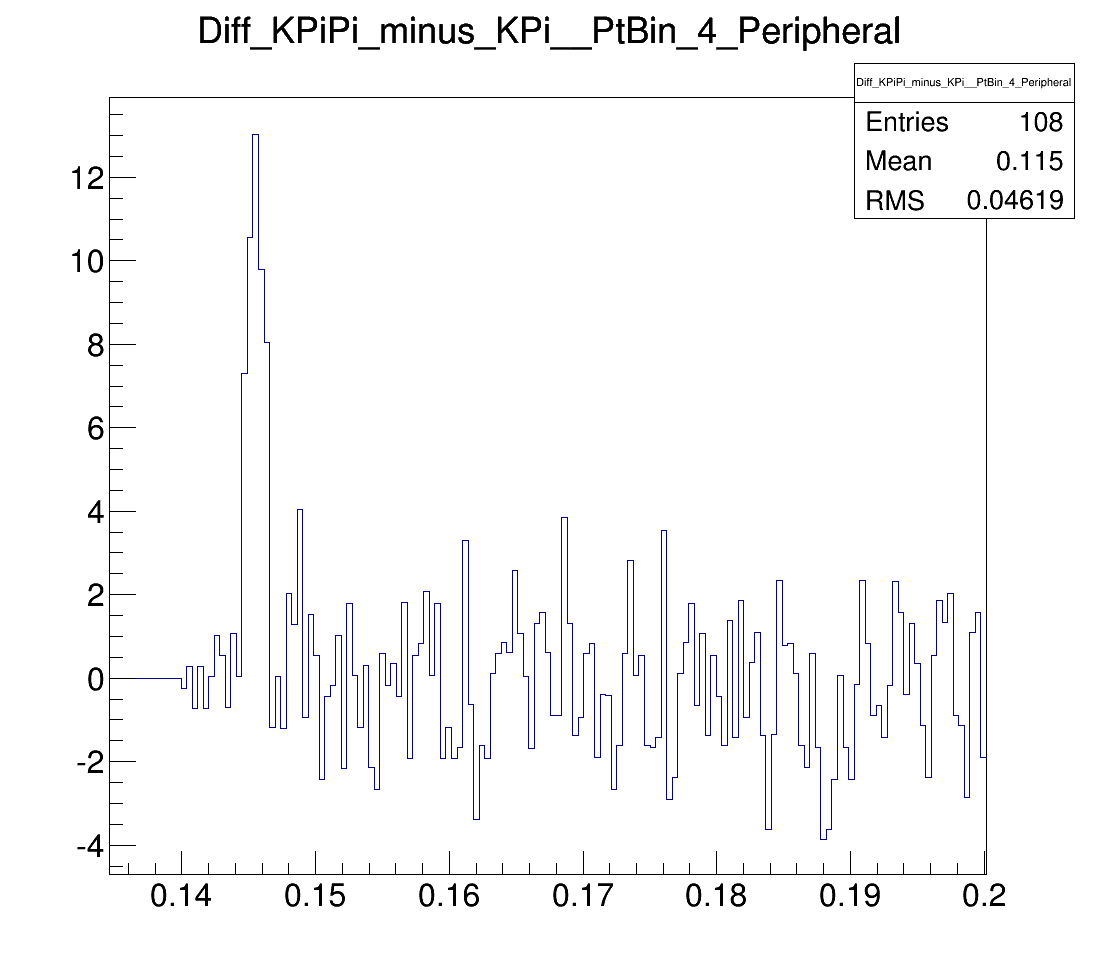 Diff_KPiPi_minus_KPi__PtBin_4_Peripheral
Diff_KPiPi_minus_KPi__PtBin_4_Peripheral
Entries 108
Mean 0.115
RMS 0.04619
12
10
8
6
4
2
0
-2
-4
0.14 0.15 0.16 0.17 0.18 0.19 0.2